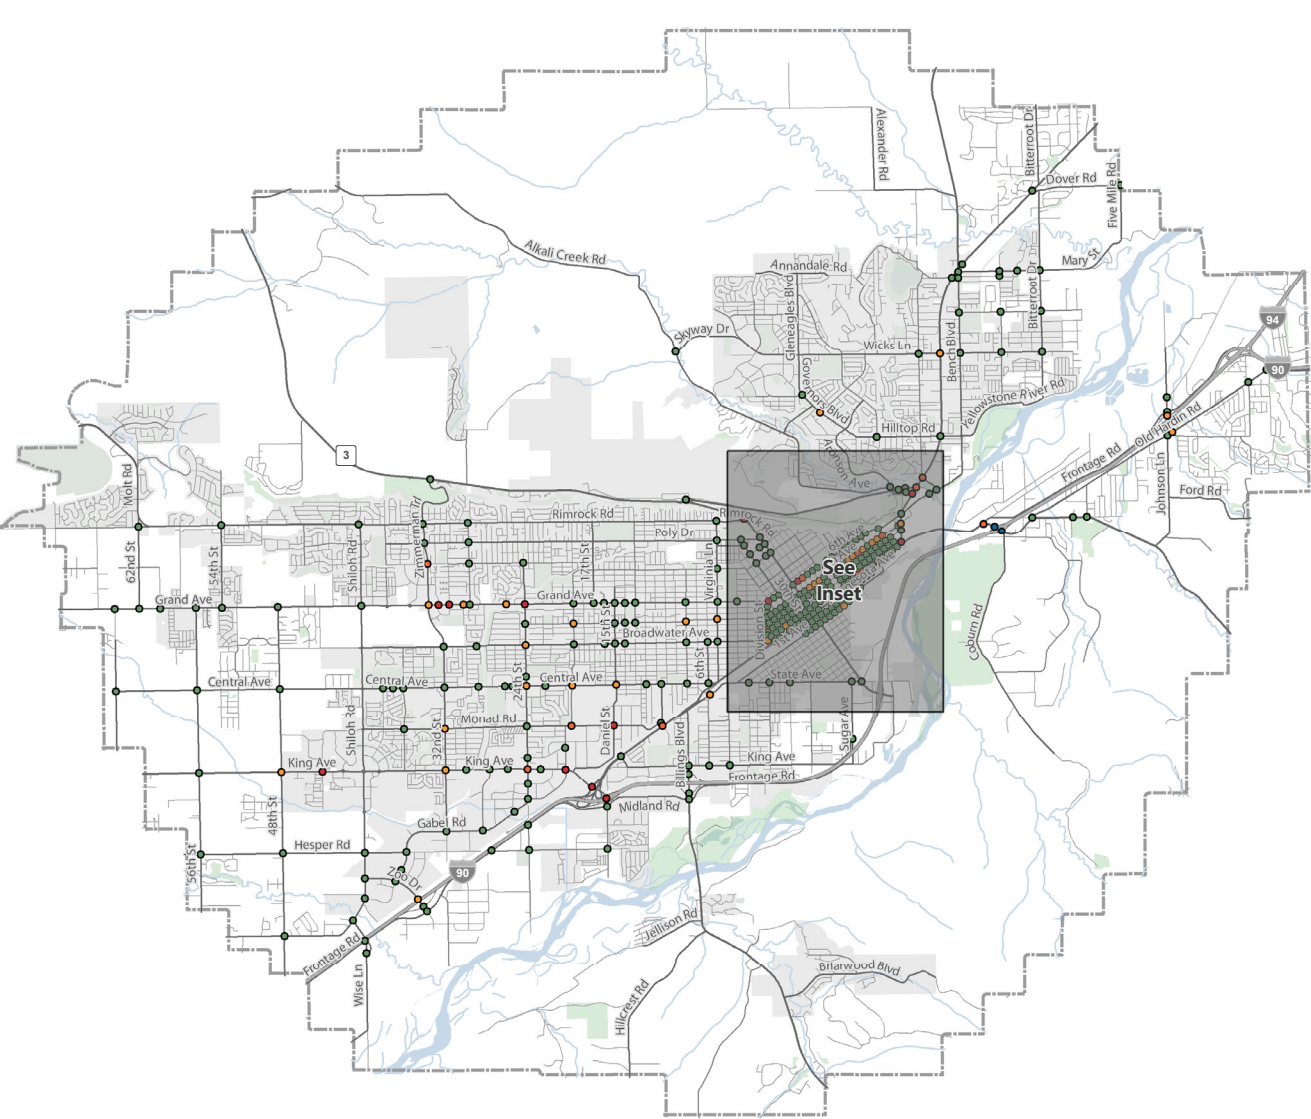 Alexander Rd
Bitterroot Dr
Dover Rd
Five Mile Rd
Alkali Creek Rd
Annandale Rd
Mary St
Gleneagles Blvd
Bitterroot Dr
94
Skyway Dr
Wicks Ln
Bench Blvd
90
Governors Blvd
Yellowstone River Rd
Hilltop Rd
Old Hardin Rd
3
Aronson Ave
Frontage Rd
Molt Rd
Johnson Ln
Ford Rd
Zimmerman Trl
Rimrock Rd
Rimrock Rd
Poly Dr
62nd St
54th St
Shiloh Rd
17th St
Virginia Ln
6th Ave
See
Inset
Grand Ave
Grand Ave
15th St
Broadwater Ave
Division St
Coburn Rd
Central Ave
Central Ave
24th St
Central Ave
6th St
State Ave
Shiloh Rd
32nd St
Monad Rd
Daniel St
Billings Blvd
Sugar Ave
King Ave
King Ave
King Ave
Frontage Rd
48th St
Midland Rd
Gabel Rd
Hesper Rd
56th St
Zoo Dr
90
Jellison Rd
Frontage Rd
Wise Ln
Briarwood Blvd
Hillcrest Rd